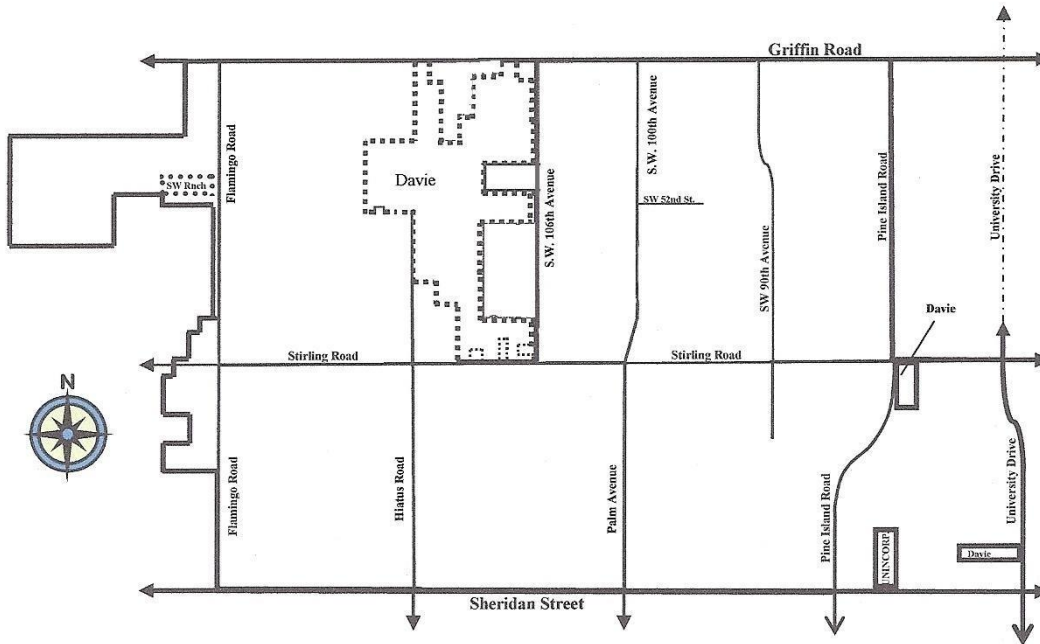 Griffin Road
Flamingo Road
SW Rnch
Davie
S.W. 106th Avenue
S.W. 100th Avenue
SW 52nd St.
SW 90th Avenue
Pine Island Road
University Drive
Davie
Stirling Road
Stirling Road
N
Flamingo Road
Hiatus Road
Palm Avenue
Pine Island Road
UNINCORP
Davie
University Drive
Sheridan Street